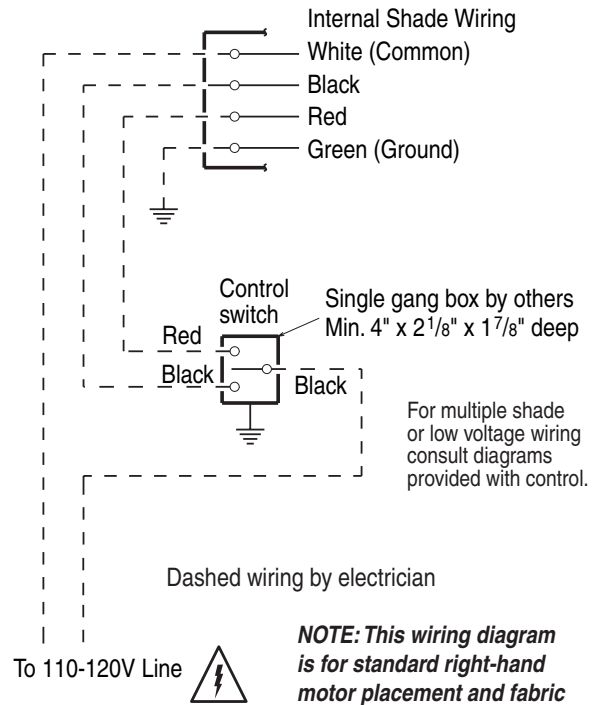 Internal Shade Wiring
White (Common)
Black
Red
Green (Ground)
Control
switch
Single gang box by others
Min. 4" x 2 1/8" x 1 7/8" deep
Red
Black
Black
For multiple shade
or low voltage wiring
consult diagrams
provided with control.
Dashed wiring by electrician
To 110-120V Line
NOTE: This wiring diagram
is for standard right-hand
motor placement and fabric